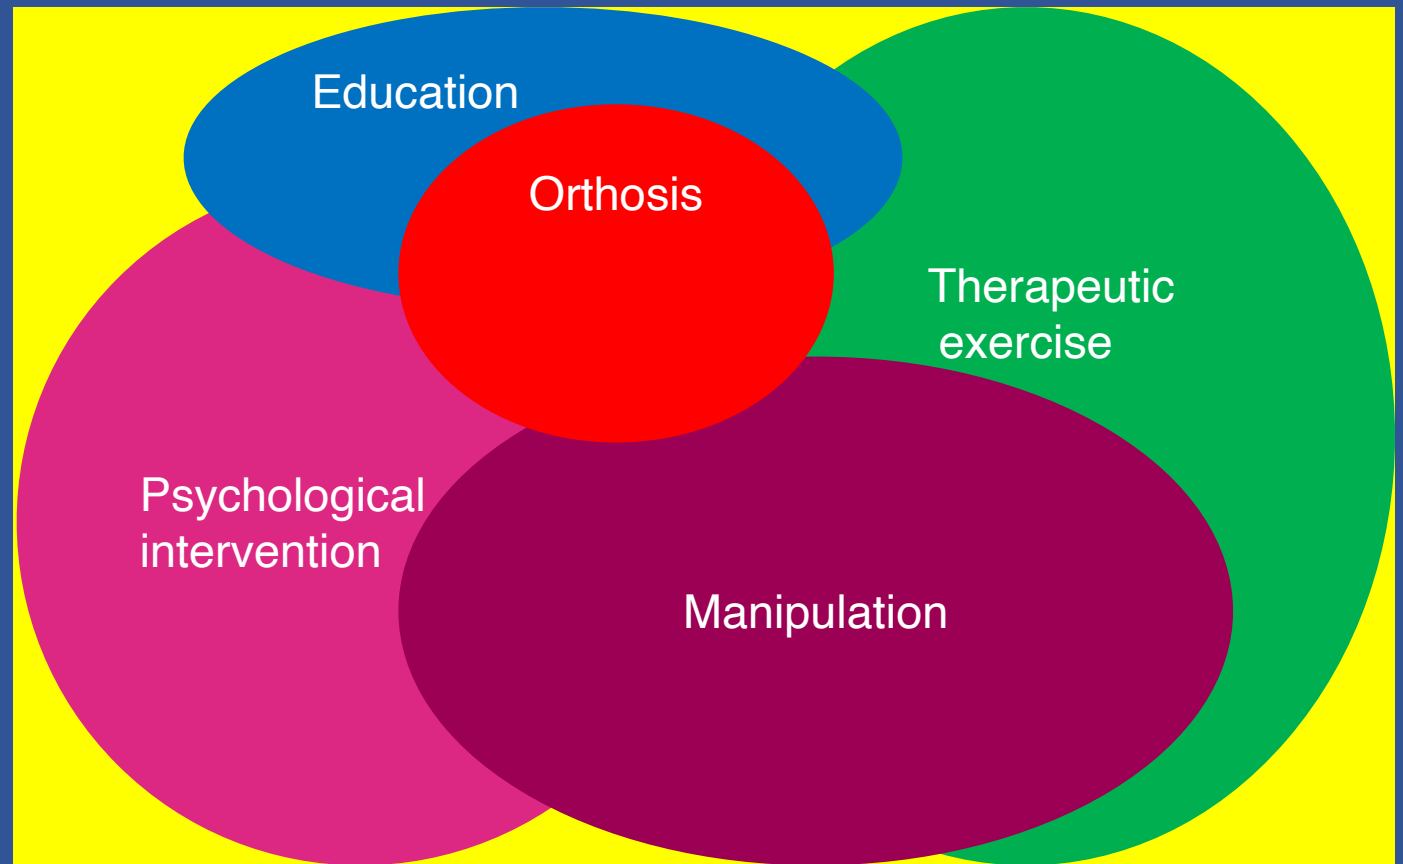 Education
Orthosis
Therapeutic
exercise
Psychological
intervention
Manipulation